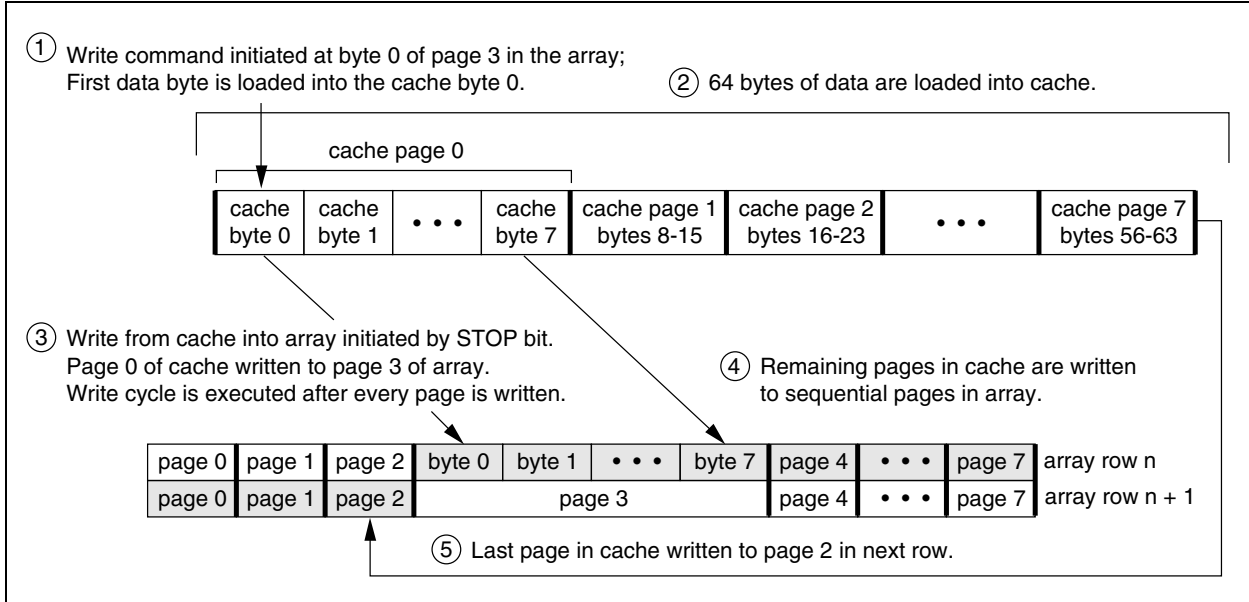 ① Write command initiated at byte 0 of page 3 in the array;
First data byte is loaded into the cache byte 0.
② 64 bytes of data are loaded into cache.
cache page 0
cache byte 0 cache byte 1 • • • cache byte 7 cache page 1 bytes 8-15 cache page 2 bytes 16-23 • • • cache page 7 bytes 56-63
③ Write from cache into array initiated by STOP bit.
Page 0 of cache written to page 3 of array.
Write cycle is executed after every page is written.
④ Remaining pages in cache are written
to sequential pages in array.
page 0 page 1 page 2 byte 0 byte 1 • • • byte 7 page 4 • • • page 7 array row n
page 0 page 1 page 2 page 3 page 4 • • • page 7 array row n + 1
⑤ Last page in cache written to page 2 in next row.